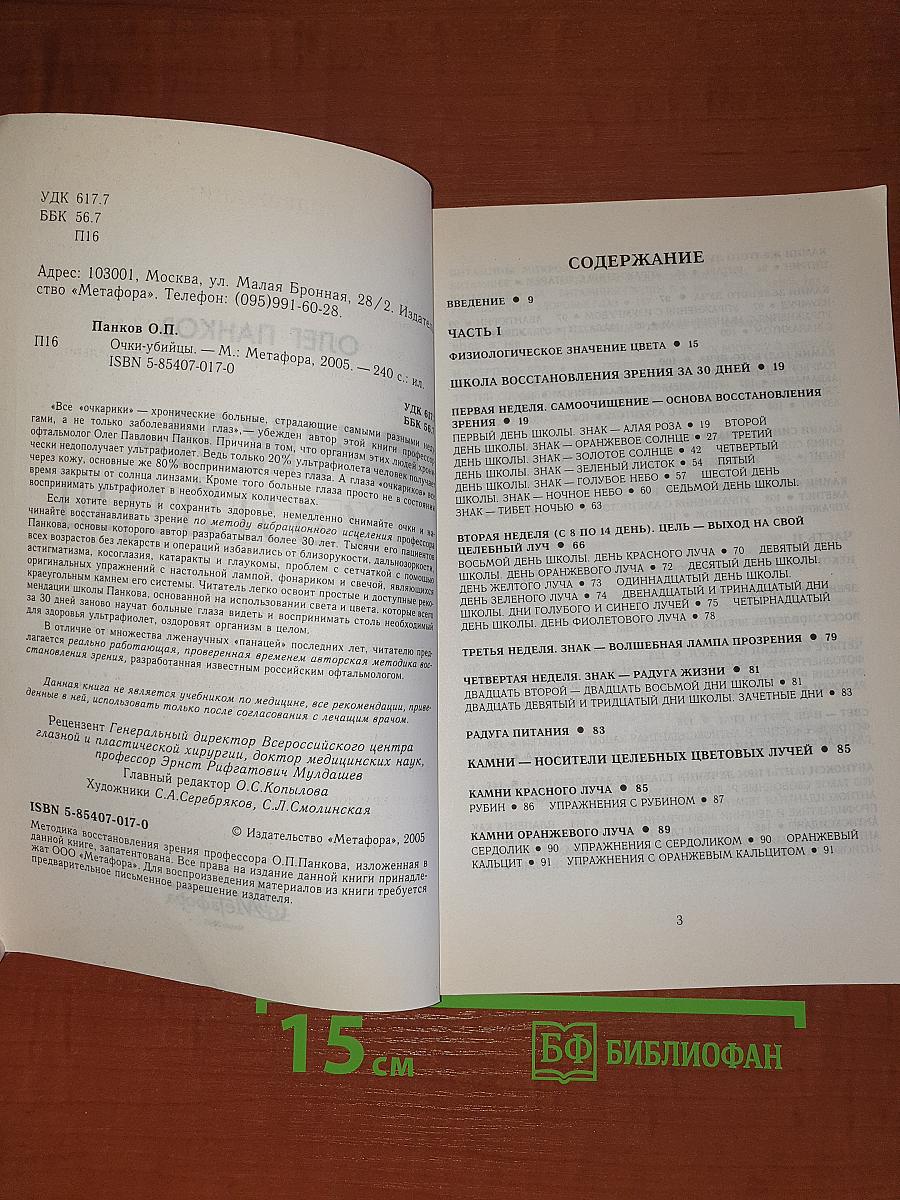 УДК 617.7
ББК 56.7
П16
Адрес: 103001, Москва, ул. Малая Бронная, 28/2. Издатель-
ство «Метафора». Телефон: (095)991-60-28.
Панков О.П.
П16
Очки-убийцы. — М.: Метафора, 2005. — 240 с.: ил.
ISBN 5-85407-017-0
УДК 617
ББК 56.7
«Все «очкарики» — хронические больные, страдающие самыми разными неду-
гами, а не только заболеваниями глаз»,— убежден автор этой книги профессор
офтальмолог Олег Павлович Панков. Причина в том, что организм этих людей хрони-
чески недополучает ультрафиолет. Ведь только 20% ультрафиолета человек получает
через кожу, основные же 80% воспринимаются через глаза. А глаза «очкариков» все
время закрыты от солнца линзами. Кроме того больные глаза просто не в состоянии
воспринимать ультрафиолет в необходимых количествах.
Если хотите вернуть и сохранить здоровье, немедленно снимайте очки и на-
чинайте восстанавливать зрение по методу вибрационного исцеления профессора
Панкова, основы которого автор разрабатывал более 30 лет. Тысячи его пациентов
всех возрастов без лекарств и операций избавились от близорукости, дальнозоркости,
астигматизма, косоглазия, катаракты и глаукомы, проблем с сетчаткой с помощью
оригинальных упражнений с настольной лампой, фонариком и свечой, являющихся
краеугольным камнем его системы. Читатель легко освоит простые и доступные реко-
мендации школы Панкова, основанной на использовании света и цвета, которые всего
за 30 дней заново научат больные глаза видеть и воспринимать столь необходимый
для здоровья ультрафиолет, оздоровят организм в целом.
В отличие от множества лженаучных «панацей» последних лет, читателю пред-
лагается реально работающая, проверенная временем авторская методика вос-
становления зрения, разработанная известным российским офтальмологом.
Данная книга не является учебником по медицине, все рекомендации, приве-
денные в ней, использовать только после согласования с лечащим врачом.
Рецензент Генеральный директор Всероссийского центра
глазной и пластической хирургии, доктор медицинских наук,
профессор Эрнст Рифгатович Мулдашев
Главный редактор О.С.Копылова
Художники С.А.Серебряков, С.Л.Смолинская
ISBN 5-85407-017-0
© Издательство «Метафора», 2005
Методика восстановления зрения профессора О.П.Панкова, изложенная в
данной книге, запатентована. Все права на издание данной книги принадле-
жат ООО «Метафора». Для воспроизведения материалов из книги требуется
предварительное письменное разрешение издателя.
СОДЕРЖАНИЕ
ВВЕДЕНИЕ ● 9
ЧАСТЬ I
ФИЗИОЛОГИЧЕСКОЕ ЗНАЧЕНИЕ ЦВЕТА ● 15
ШКОЛА ВОССТАНОВЛЕНИЯ ЗРЕНИЯ ЗА 30 ДНЕЙ ● 19
ПЕРВАЯ НЕДЕЛЯ. САМООЧИЩЕНИЕ — ОСНОВА ВОССТАНОВЛЕНИЯ
ЗРЕНИЯ ● 19
ПЕРВЫЙ ДЕНЬ ШКОЛЫ. ЗНАК — АЛАЯ РОЗА ● 19 ВТОРОЙ
ДЕНЬ ШКОЛЫ. ЗНАК — ОРАНЖЕВОЕ СОЛНЦЕ ● 27 ТРЕТИЙ
ДЕНЬ ШКОЛЫ. ЗНАК — ЗОЛОТОЕ СОЛНЦЕ ● 42 ЧЕТВЕРТЫЙ
ДЕНЬ ШКОЛЫ. ЗНАК — ЗЕЛЕНЫЙ ЛИСТОК ● 54 ПЯТЫЙ
ДЕНЬ ШКОЛЫ. ЗНАК — ГОЛУБОЕ НЕБО ● 57 ШЕСТОЙ ДЕНЬ
ШКОЛЫ. ЗНАК — НОЧНОЕ НЕБО ● 60 СЕДЬМОЙ ДЕНЬ ШКОЛЫ.
ЗНАК — ТИБЕТ НОЧЬЮ ● 63
ВТОРАЯ НЕДЕЛЯ (С 8 ПО 14 ДЕНЬ). ЦЕЛЬ — ВЫХОД НА СВОЙ
ЦЕЛЕБНЫЙ ЛУЧ ● 66
ВОСЬМОЙ ДЕНЬ ШКОЛЫ. ДЕНЬ КРАСНОГО ЛУЧА ● 70 ДЕВЯТЫЙ ДЕНЬ
ШКОЛЫ. ДЕНЬ ОРАНЖЕВОГО ЛУЧА ● 72 ДЕСЯТЫЙ ДЕНЬ ШКОЛЫ.
ДЕНЬ ЖЕЛТОГО ЛУЧА ● 73 ОДИННАДЦАТЫЙ ДЕНЬ ШКОЛЫ.
ДЕНЬ ЗЕЛЕНОГО ЛУЧА ● 74 ДВЕНАДЦАТЫЙ И ТРИНАДЦАТЫЙ ДНИ
ШКОЛЫ. ДНИ ГОЛУБОГО И СИНЕГО ЛУЧЕЙ ● 75 ЧЕТЫРНАДЦАТЫЙ
ДЕНЬ ШКОЛЫ. ДЕНЬ ФИОЛЕТОВОГО ЛУЧА ● 78
ТРЕТЬЯ НЕДЕЛЯ. ЗНАК — ВОЛШЕБНАЯ ЛАМПА ПРОЗРЕНИЯ ● 79
ЧЕТВЕРТАЯ НЕДЕЛЯ. ЗНАК — РАДУГА ЖИЗНИ ● 81
ДВАДЦАТЬ ВТОРОЙ — ДВАДЦАТЬ ВОСЬМОЙ ДНИ ШКОЛЫ ● 81
ДВАДЦАТЬ ДЕВЯТЫЙ И ТРИДЦАТЫЙ ДНИ ШКОЛЫ. ЗАЧЕТНЫЕ ДНИ ● 83
РАДУГА ПИТАНИЯ ● 83
КАМНИ — НОСИТЕЛИ ЦЕЛЕБНЫХ ЦВЕТОВЫХ ЛУЧЕЙ ● 85
КАМНИ КРАСНОГО ЛУЧА ● 85
РУБИН ● 86 УПРАЖНЕНИЯ С РУБИНОМ ● 87
КАМНИ ОРАНЖЕВОГО ЛУЧА ● 89
СЕРДОЛИК ● 90 УПРАЖНЕНИЯ С СЕРДОЛИКОМ ● 90 ОРАНЖЕВЫЙ
КАЛЬЦИТ ● 91 УПРАЖНЕНИЯ С ОРАНЖЕВЫМ КАЛЬЦИТОМ ● 91
3
15 см
БФ БИБЛИОФАН